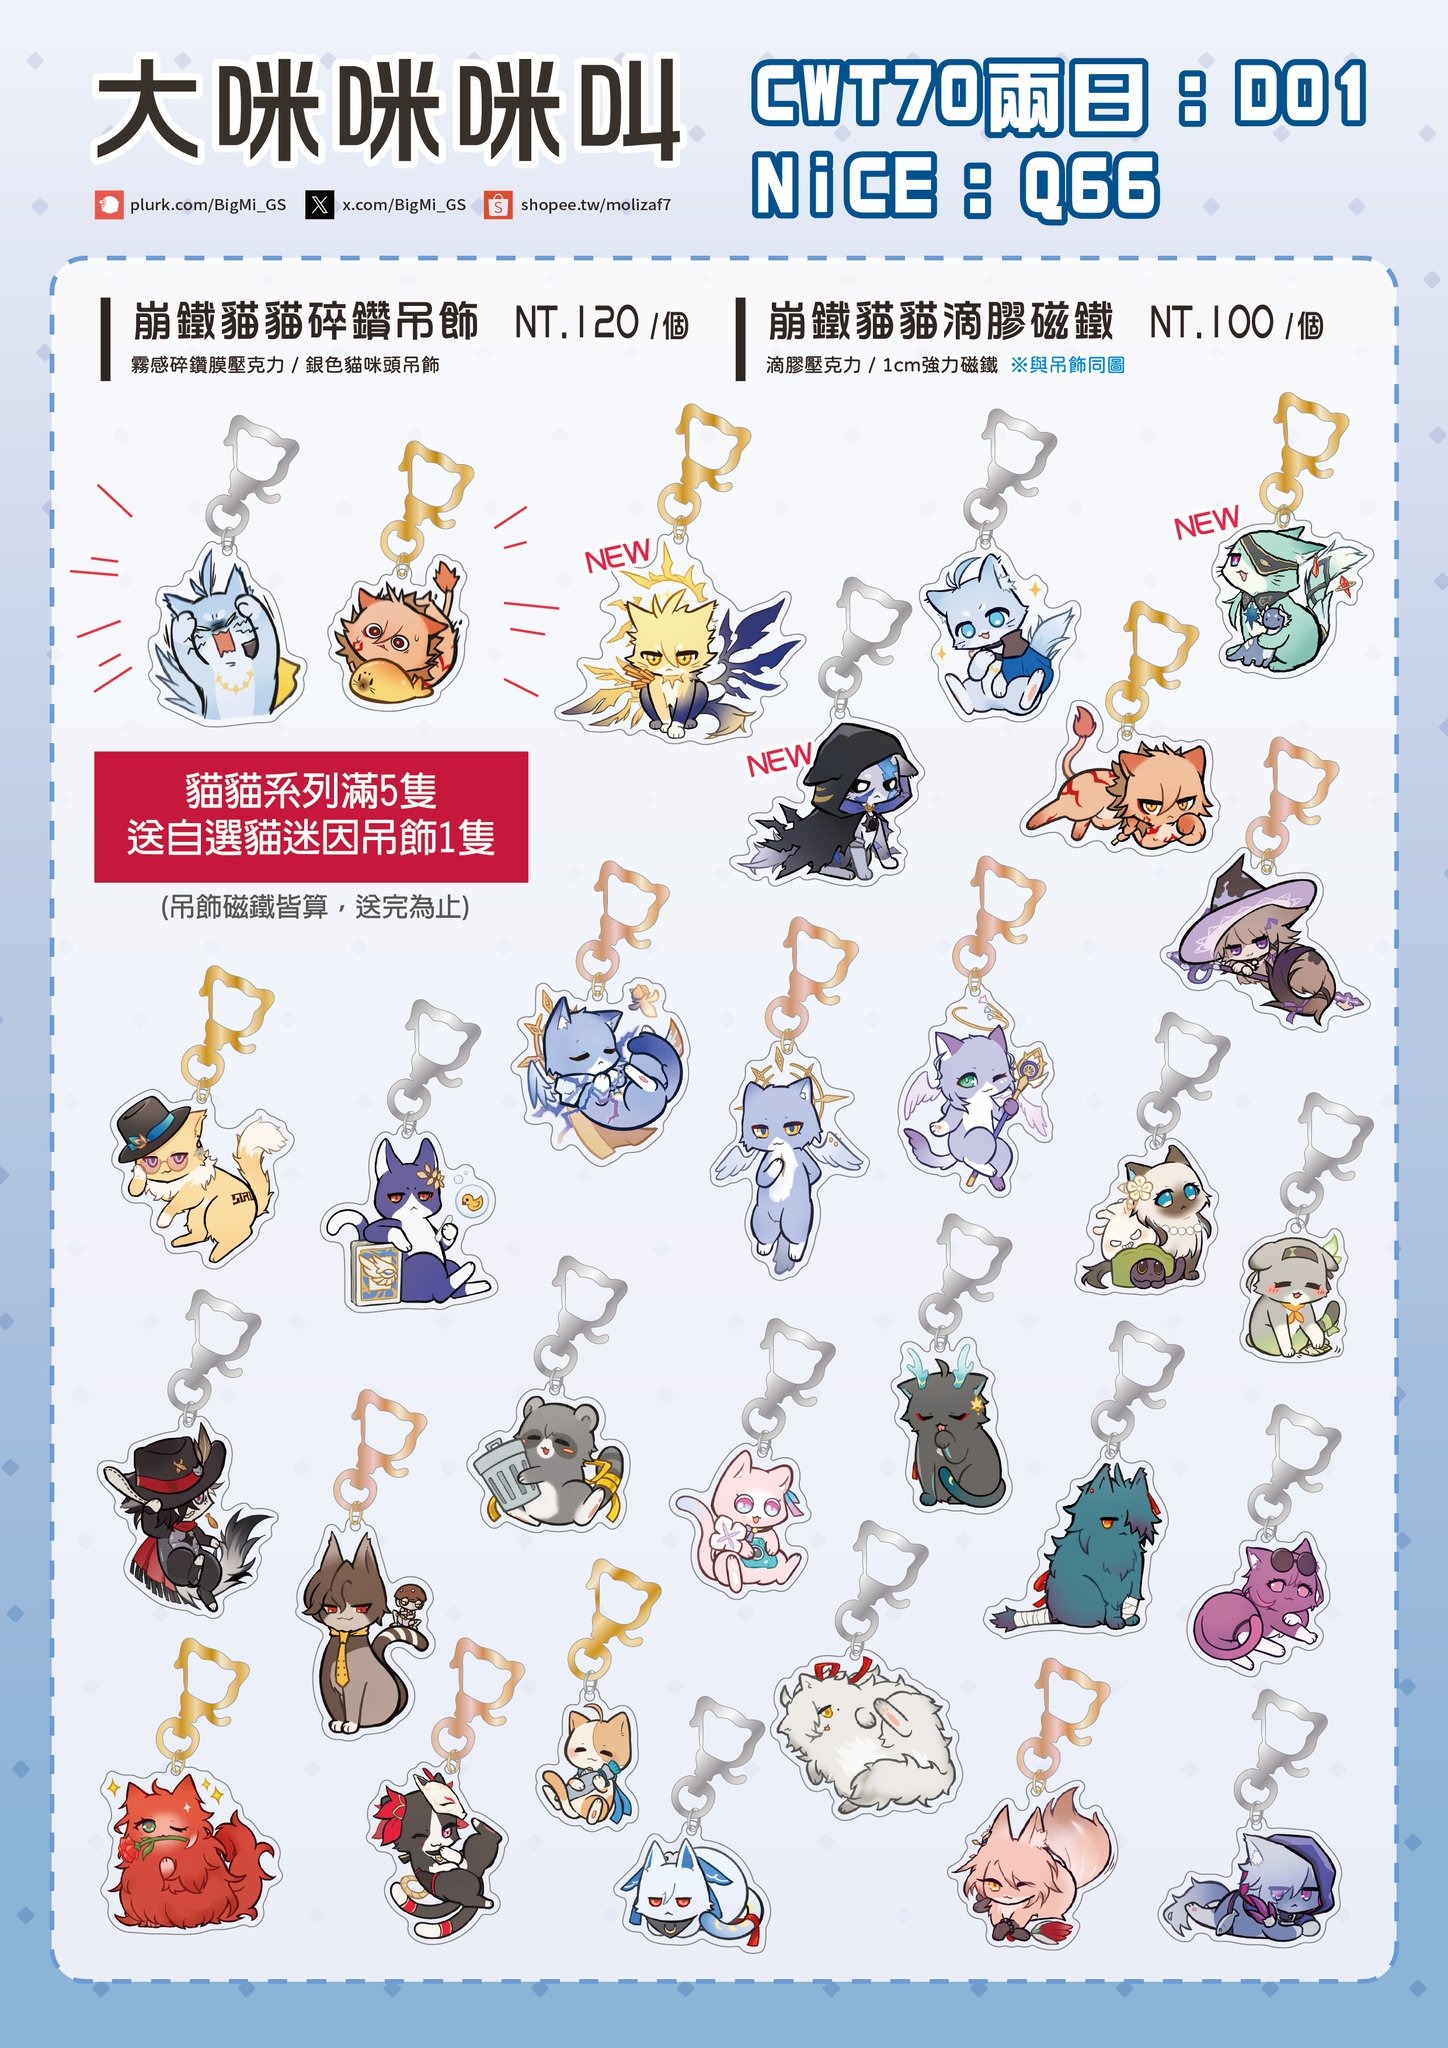 大咪咪咪叫
plurk.com/BigMi_GS
x.com/BigMi_GS
shopee.tw/molizaf7
CWT70兩日：D01
NiCE：Q66
崩鐵貓貓碎鑽吊飾 NT.120 /個
霧感碎鑽膜壓克力 / 銀色貓咪頭吊飾
崩鐵貓貓滴膠磁鐵 NT.100 /個
滴膠壓克力 / 1cm強力磁鐵 ※與吊飾同圖
NEW
NEW
NEW
貓貓系列滿5隻
送自選貓迷因吊飾1隻
(吊飾磁鐵皆算，送完為止)